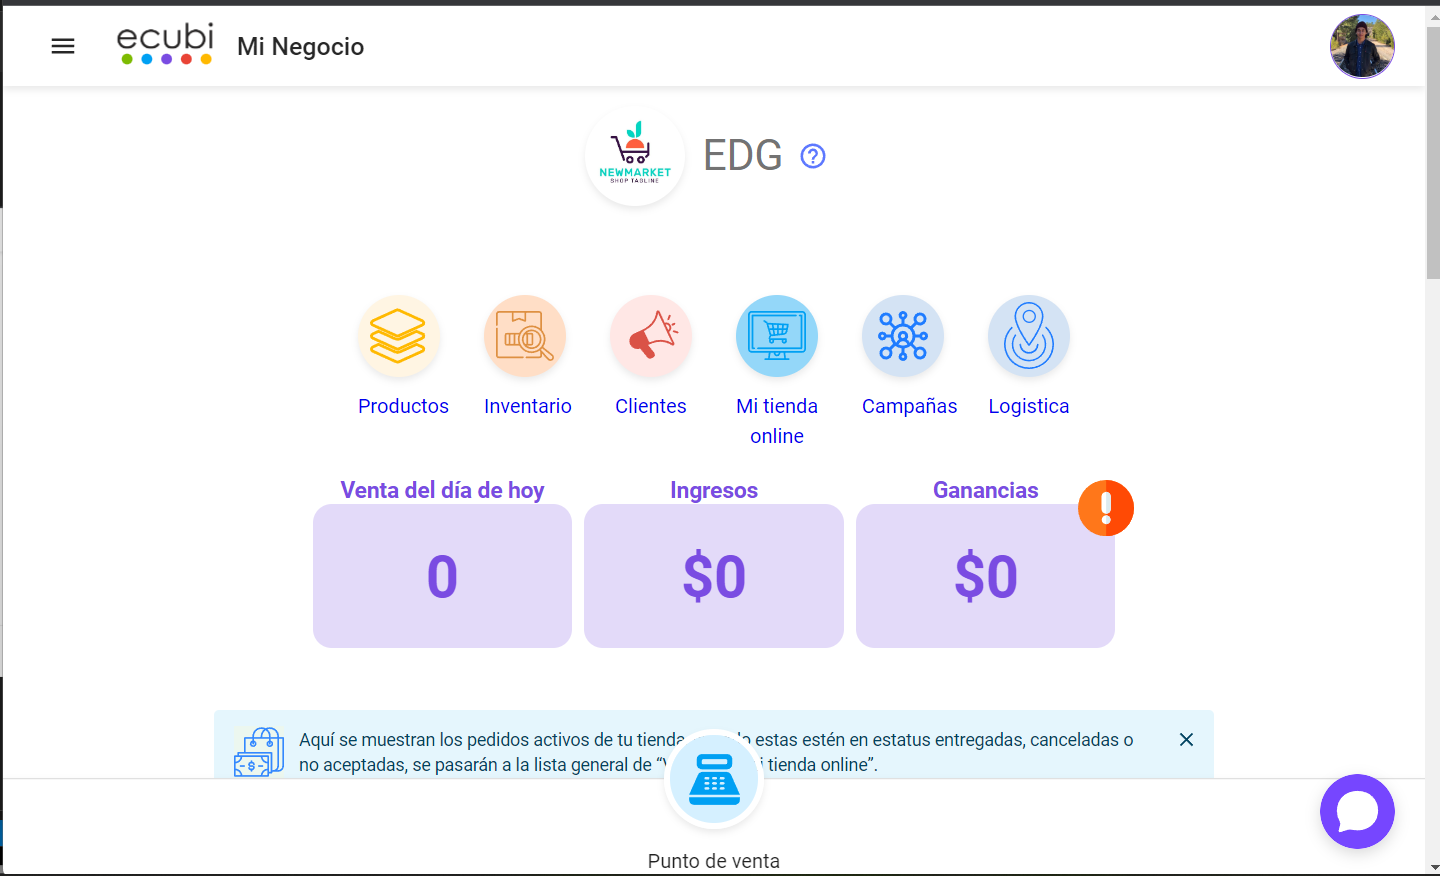 ecubi Mi Negocio
NEWMARKET
SHOP TAGLINE
EDG
Productos Inventario Clientes Mi tienda online Campañas Logistica
Venta del día de hoy Ingresos Ganancias
0 $0 $0
Aquí se muestran los pedidos activos de tu tienda estas estén en estatus entregadas, canceladas o
no aceptadas, se pasarán a la lista general de tienda online”.
Punto de venta